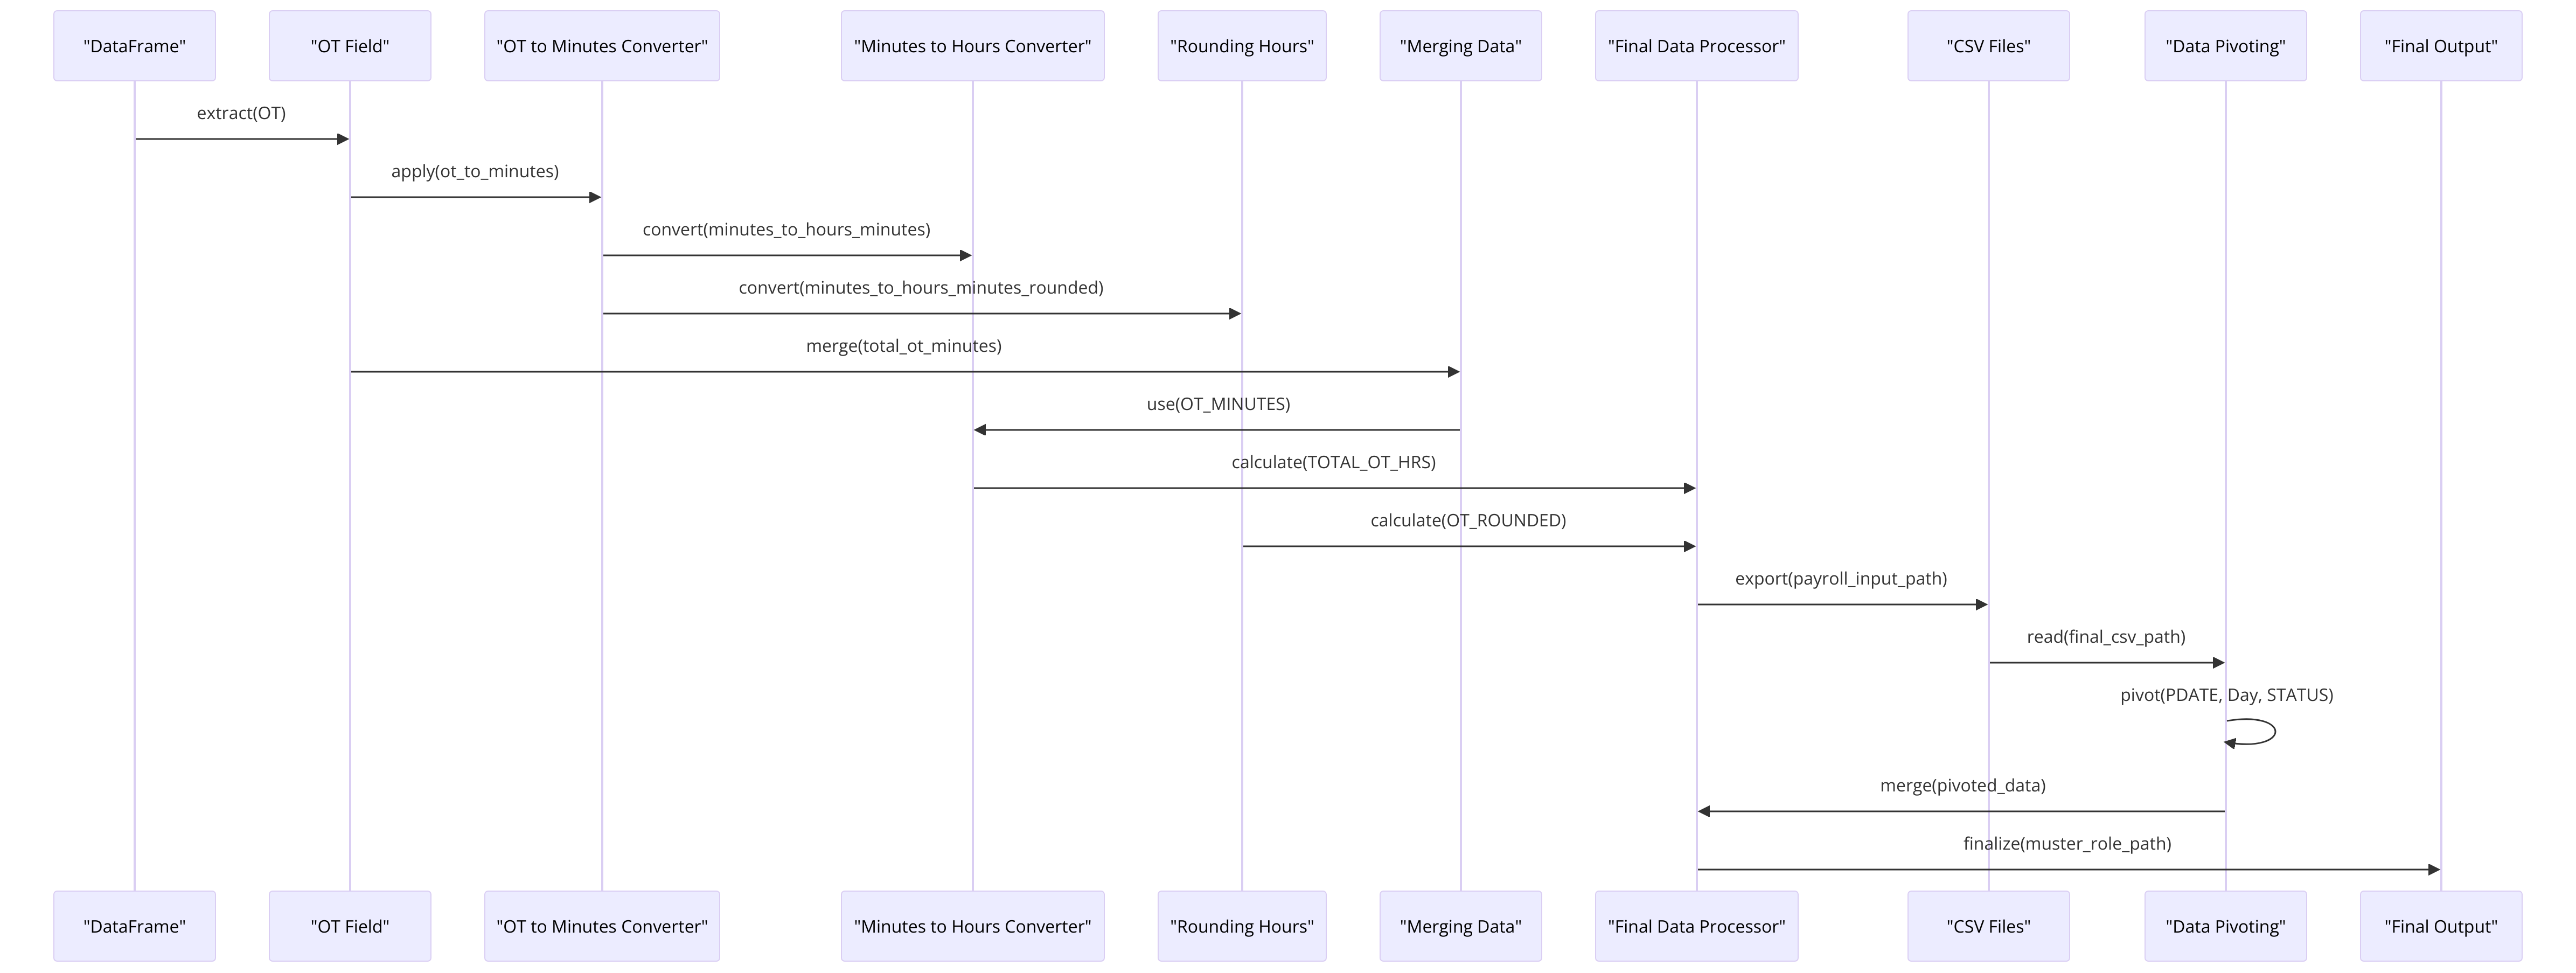 "DataFrame"
"OT Field"
"OT to Minutes Converter"
"Minutes to Hours Converter"
"Rounding Hours"
"Merging Data"
"Final Data Processor"
"CSV Files"
"Data Pivoting"
"Final Output"
extract(OT)
apply(ot_to_minutes)
convert(minutes_to_hours_minutes)
convert(minutes_to_hours_minutes_rounded)
merge(total_ot_minutes)
use(OT_MINUTES)
calculate(TOTAL_OT_HRS)
calculate(OT_ROUNDED)
export(payroll_input_path)
read(final_csv_path)
pivot(PDATE, Day, STATUS)
merge(pivoted_data)
finalize(muster_role_path)
"DataFrame"
"OT Field"
"OT to Minutes Converter"
"Minutes to Hours Converter"
"Rounding Hours"
"Merging Data"
"Final Data Processor"
"CSV Files"
"Data Pivoting"
"Final Output"